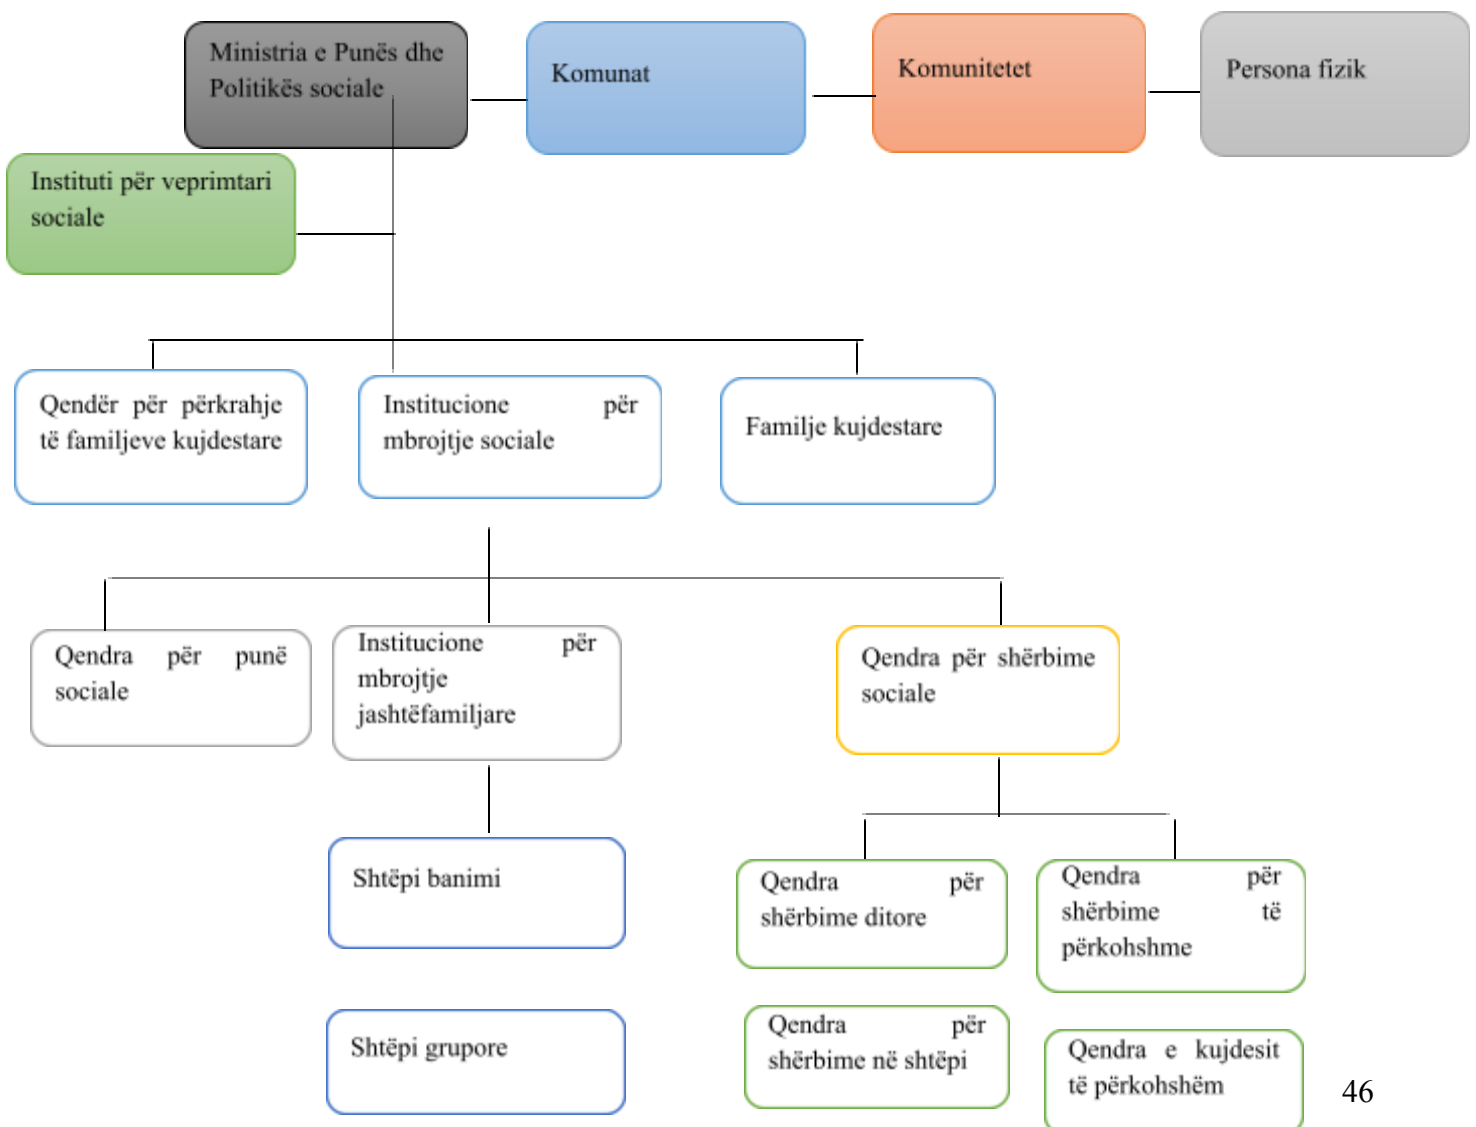 Ministria e Punës dhe
Politikës sociale
Komunat
Komunitetet
Persona fizik
Instituti për veprimtari
sociale
Qendër për përkrahje
të familjeve kujdestare
Institucione për
mbrojtje sociale
Familje kujdestare
Qendra për punë
sociale
Institucione për
mbrojtje
jashtëfamiljare
Qendra për shërbime
sociale
Shtëpi banimi
Qendra për
shërbime ditore
Qendra për
shërbime të
përkohshme
Shtëpi grupore
Qendra për
shërbime në shtëpi
Qendra e kujdesit
të përkohshëm
46